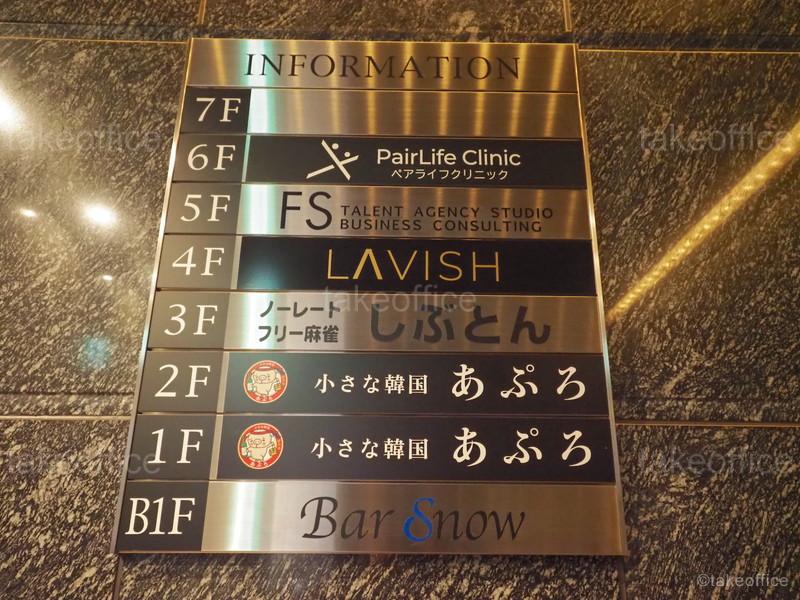 INFORMATION
7F
6F PairLife Clinic
ペアライフクリニック
5F FS TALENT AGENCY STUDIO
BUSINESS CONSULTING
4F LAVISH
3F ノーレート
フリー麻雀 しぶとん
2F 小さな韓国 あぷろ
1F 小さな韓国 あぷろ
B1F Bar Snow
takeoffice
takeoffice
takeoffice
takeoffice
takeoffice
©takeoffice